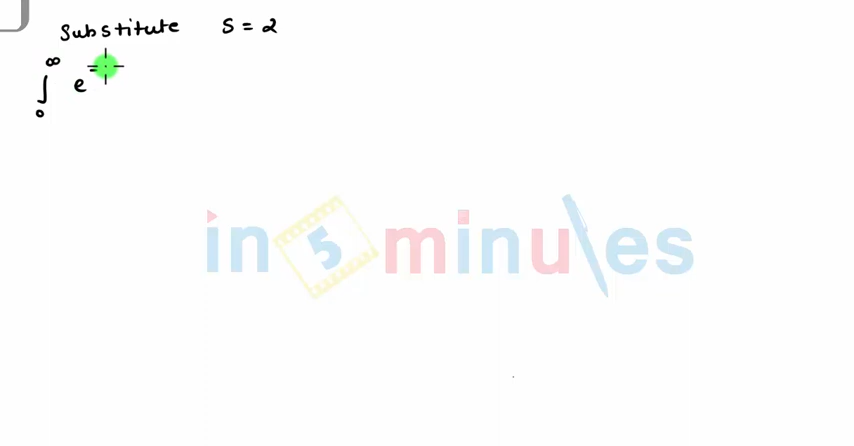 Substitute S = 2
∞
∫ e⁻
0
in 5 minutes